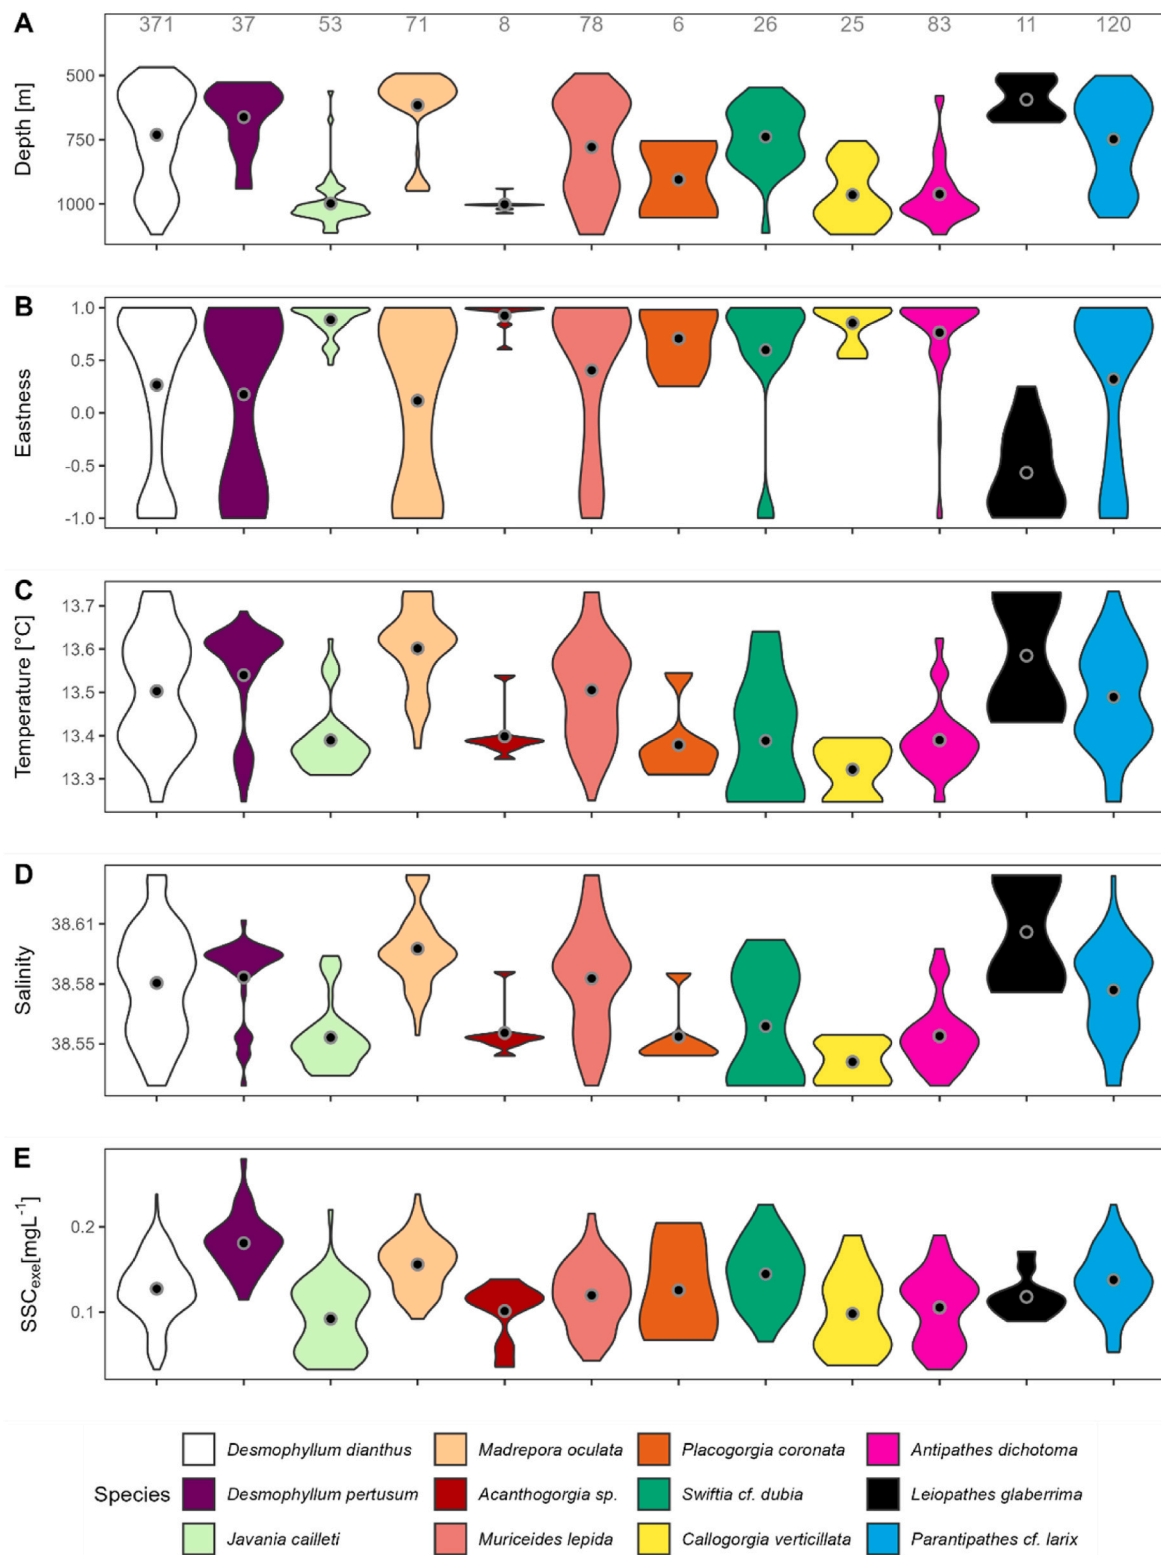 A
371 37 53 71 8 78 6 26 25 83 11 120
Depth [m]
500
750
1000
B
Eastness
1.0
0.5
0.0
-0.5
-1.0
C
Temperature [°C]
13.7
13.6
13.5
13.4
13.3
D
Salinity
38.61
38.58
38.55
E
SSCexe[mgL-1]
0.2
0.1
Species
Desmophyllum dianthus
Desmophyllum pertusum
Javania cailleti
Madrepora oculata
Acanthogorgia sp.
Muriceides lepida
Placogorgia coronata
Swiftia cf. dubia
Callogorgia verticillata
Antipathes dichotoma
Leiopathes glaberrima
Parantipathes cf. larix